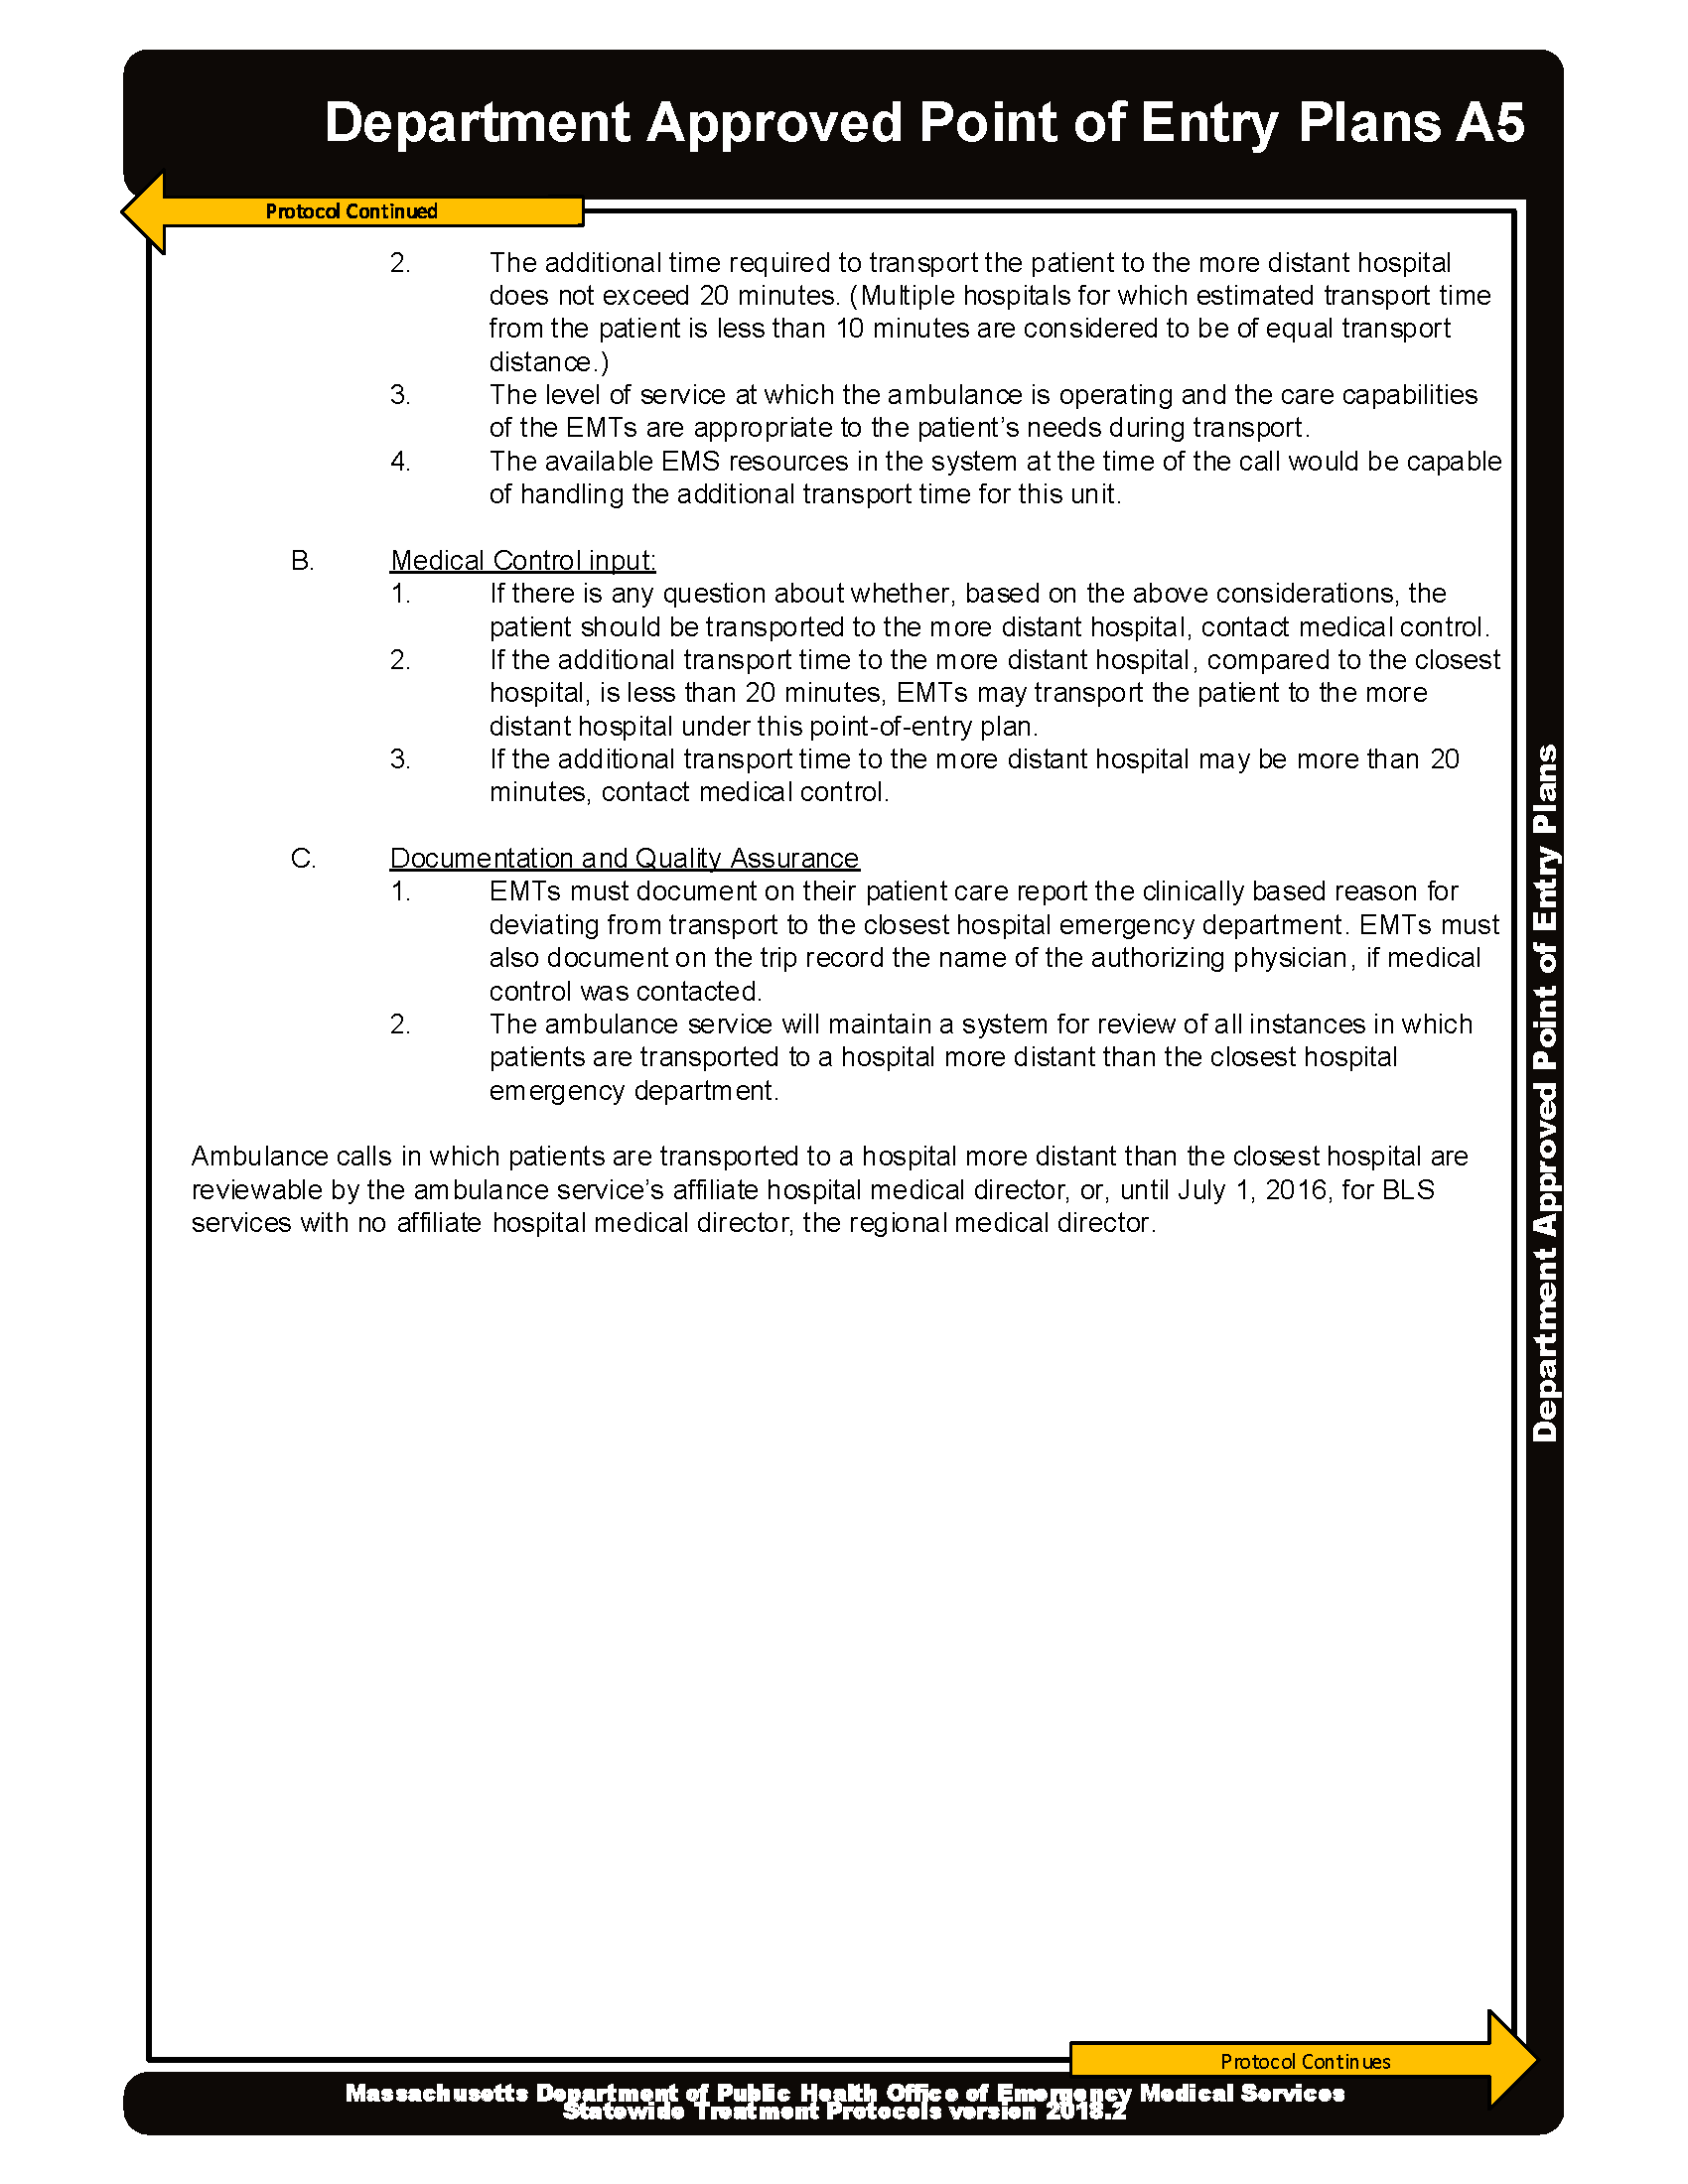 Department Approved Point of Entry Plans A5
Protocol Continued
2. The additional time required to transport the patient to the more distant hospital
does not exceed 20 minutes. (Multiple hospitals for which estimated transport time
from the patient is less than 10 minutes are considered to be of equal transport
distance.)
3. The level of service at which the ambulance is operating and the care capabilities
of the EMTs are appropriate to the patient’s needs during transport.
4. The available EMS resources in the system at the time of the call would be capable
of handling the additional transport time for this unit.
B. Medical Control input:
1. If there is any question about whether, based on the above considerations, the
patient should be transported to the more distant hospital, contact medical control.
2. If the additional transport time to the more distant hospital, compared to the closest
hospital, is less than 20 minutes, EMTs may transport the patient to the more
distant hospital under this point-of-entry plan.
3. If the additional transport time to the more distant hospital may be more than 20
minutes, contact medical control.
C. Documentation and Quality Assurance
1. EMTs must document on their patient care report the clinically based reason for
deviating from transport to the closest hospital emergency department. EMTs must
also document on the trip record the name of the authorizing physician, if medical
control was contacted.
2. The ambulance service will maintain a system for review of all instances in which
patients are transported to a hospital more distant than the closest hospital
emergency department.
Ambulance calls in which patients are transported to a hospital more distant than the closest hospital are
reviewable by the ambulance service’s affiliate hospital medical director, or, until July 1, 2016, for BLS
services with no affiliate hospital medical director, the regional medical director.
Department Approved Point of Entry Plans
Protocol Continues
Massachusetts Department of Public Health Office of Emergency Medical Services
Statewide Treatment Protocols version 2018.2